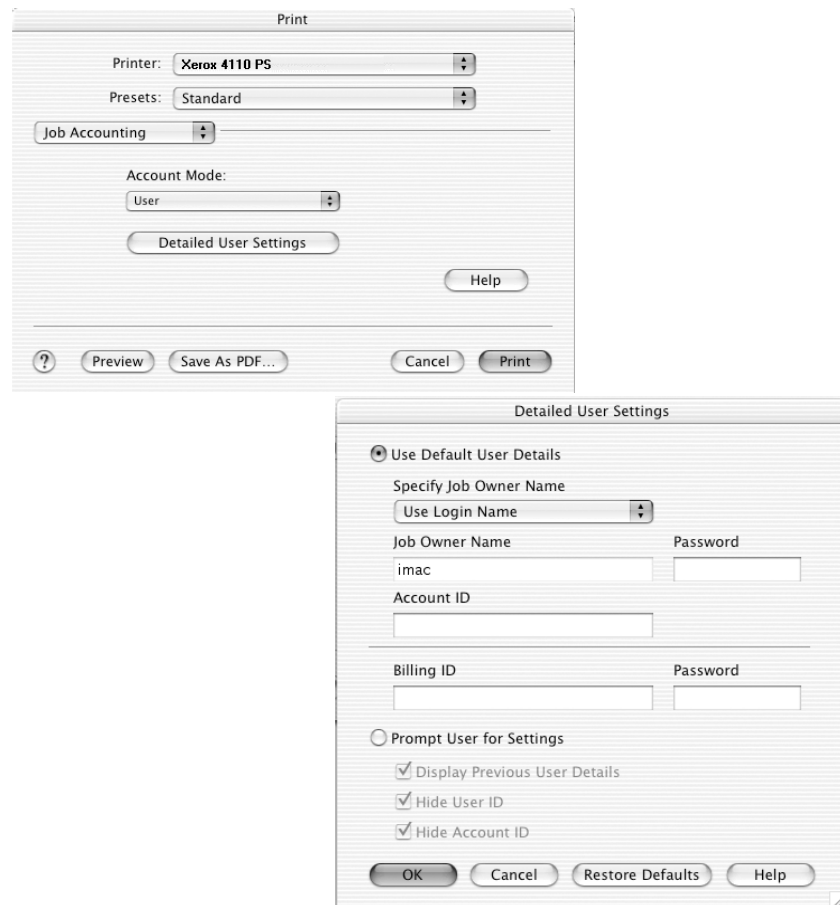 Print
Printer: Xerox 4110 PS
Presets: Standard
Job Accounting
Account Mode:
User
Detailed User Settings
Help
? Preview Save As PDF... Cancel Print
Detailed User Settings
Use Default User Details
Specify Job Owner Name
Use Login Name
Job Owner Name Password
imac
Account ID
Billing ID Password
Prompt User for Settings
Display Previous User Details
Hide User ID
Hide Account ID
OK Cancel Restore Defaults Help